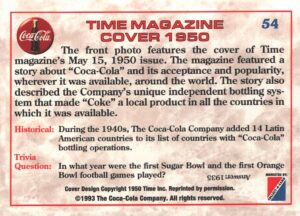 Coca-Cola
TIME MAGAZINE
COVER 1950
54
The front photo features the cover of Time
magazine's May 15, 1950 issue. The magazine featured a
story about "Coca-Cola" and its acceptance and popularity,
wherever it was available, around the world. The story also
described the Company's unique independent bottling sys-
tem that made "Coke" a local product in all the countries in
which it was available.
Historical: During the 1940s, The Coca-Cola Company added 14 Latin
American countries to its list of countries with "Coca-Cola"
bottling operations.
Trivia
Question: In what year were the first Sugar Bowl and the first Orange
Bowl football games played?
Answer: 1935
Cover Design Copyright 1950 Time Inc. Reprinted by permission.
©1993 The Coca-Cola Company. All rights reserved.
MARKETED BY: